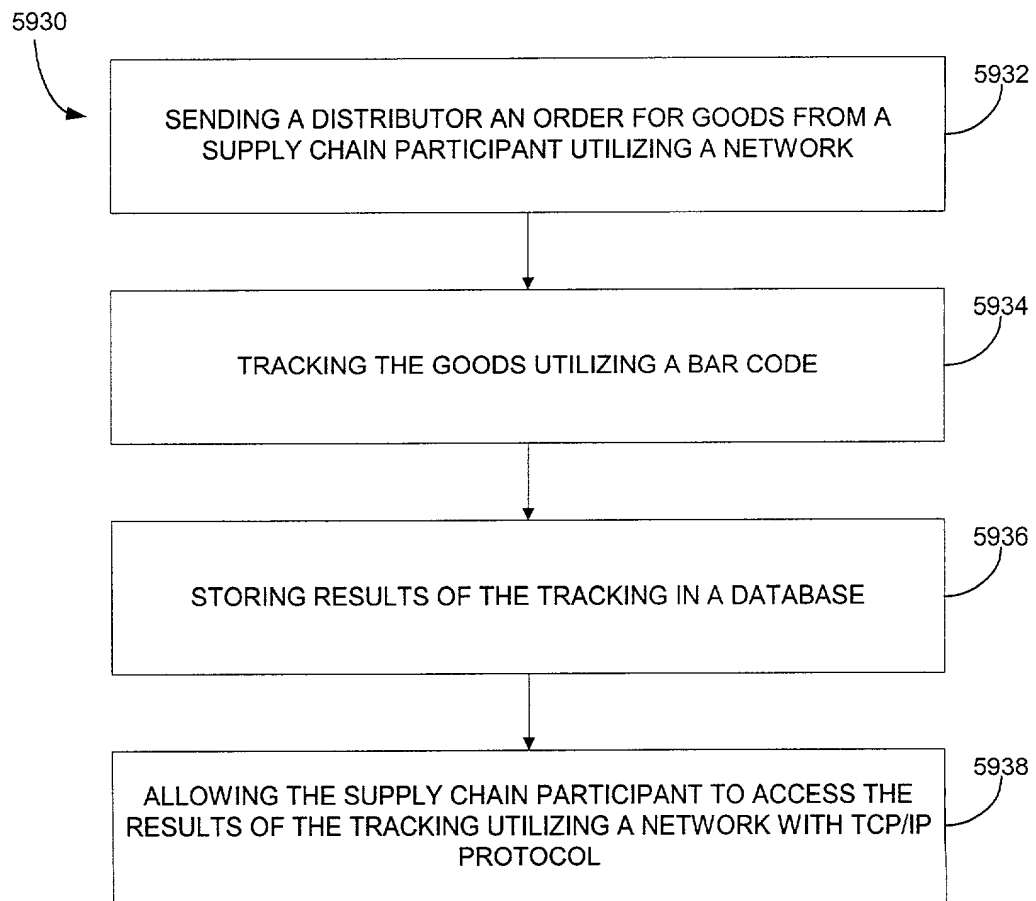 5930
5932
SENDING A DISTRIBUTOR AN ORDER FOR GOODS FROM A
SUPPLY CHAIN PARTICIPANT UTILIZING A NETWORK
5934
TRACKING THE GOODS UTILIZING A BAR CODE
5936
STORING RESULTS OF THE TRACKING IN A DATABASE
5938
ALLOWING THE SUPPLY CHAIN PARTICIPANT TO ACCESS THE
RESULTS OF THE TRACKING UTILIZING A NETWORK WITH TCP/IP
PROTOCOL